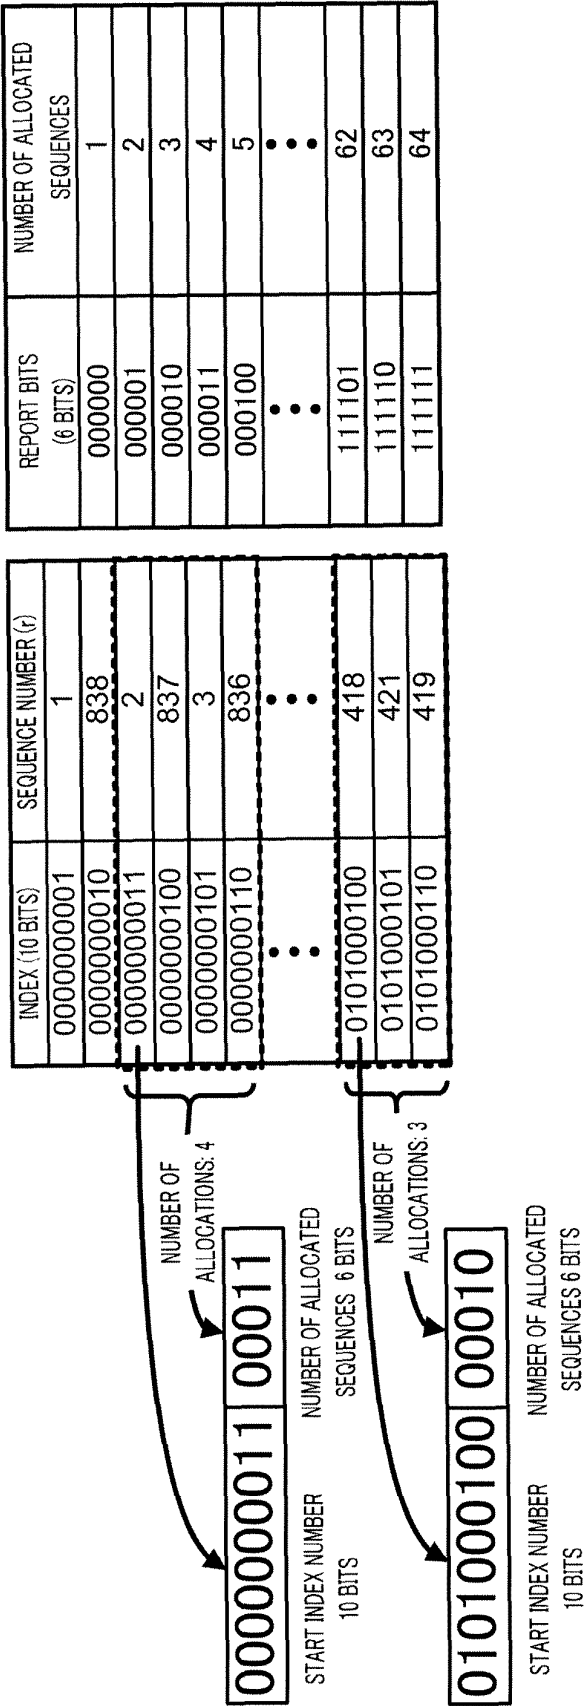 START INDEX NUMBER
10 BITS
0000000011
00011
NUMBER OF ALLOCATED
SEQUENCES 6 BITS
NUMBER OF
ALLOCATIONS: 4
START INDEX NUMBER
10 BITS
0101000100
00010
NUMBER OF ALLOCATED
SEQUENCES 6 BITS
NUMBER OF
ALLOCATIONS: 3
INDEX (10 BITS) SEQUENCE NUMBER (r)
0000000001 1
0000000010 838
0000000011 2
0000000100 837
0000000101 3
0000000110 836
••• •••
0101000100 418
0101000101 421
0101000110 419
REPORT BITS
(6 BITS)
NUMBER OF ALLOCATED
SEQUENCES
000000 1
000001 2
000010 3
000011 4
000100 5
••• •••
111101 62
111110 63
111111 64